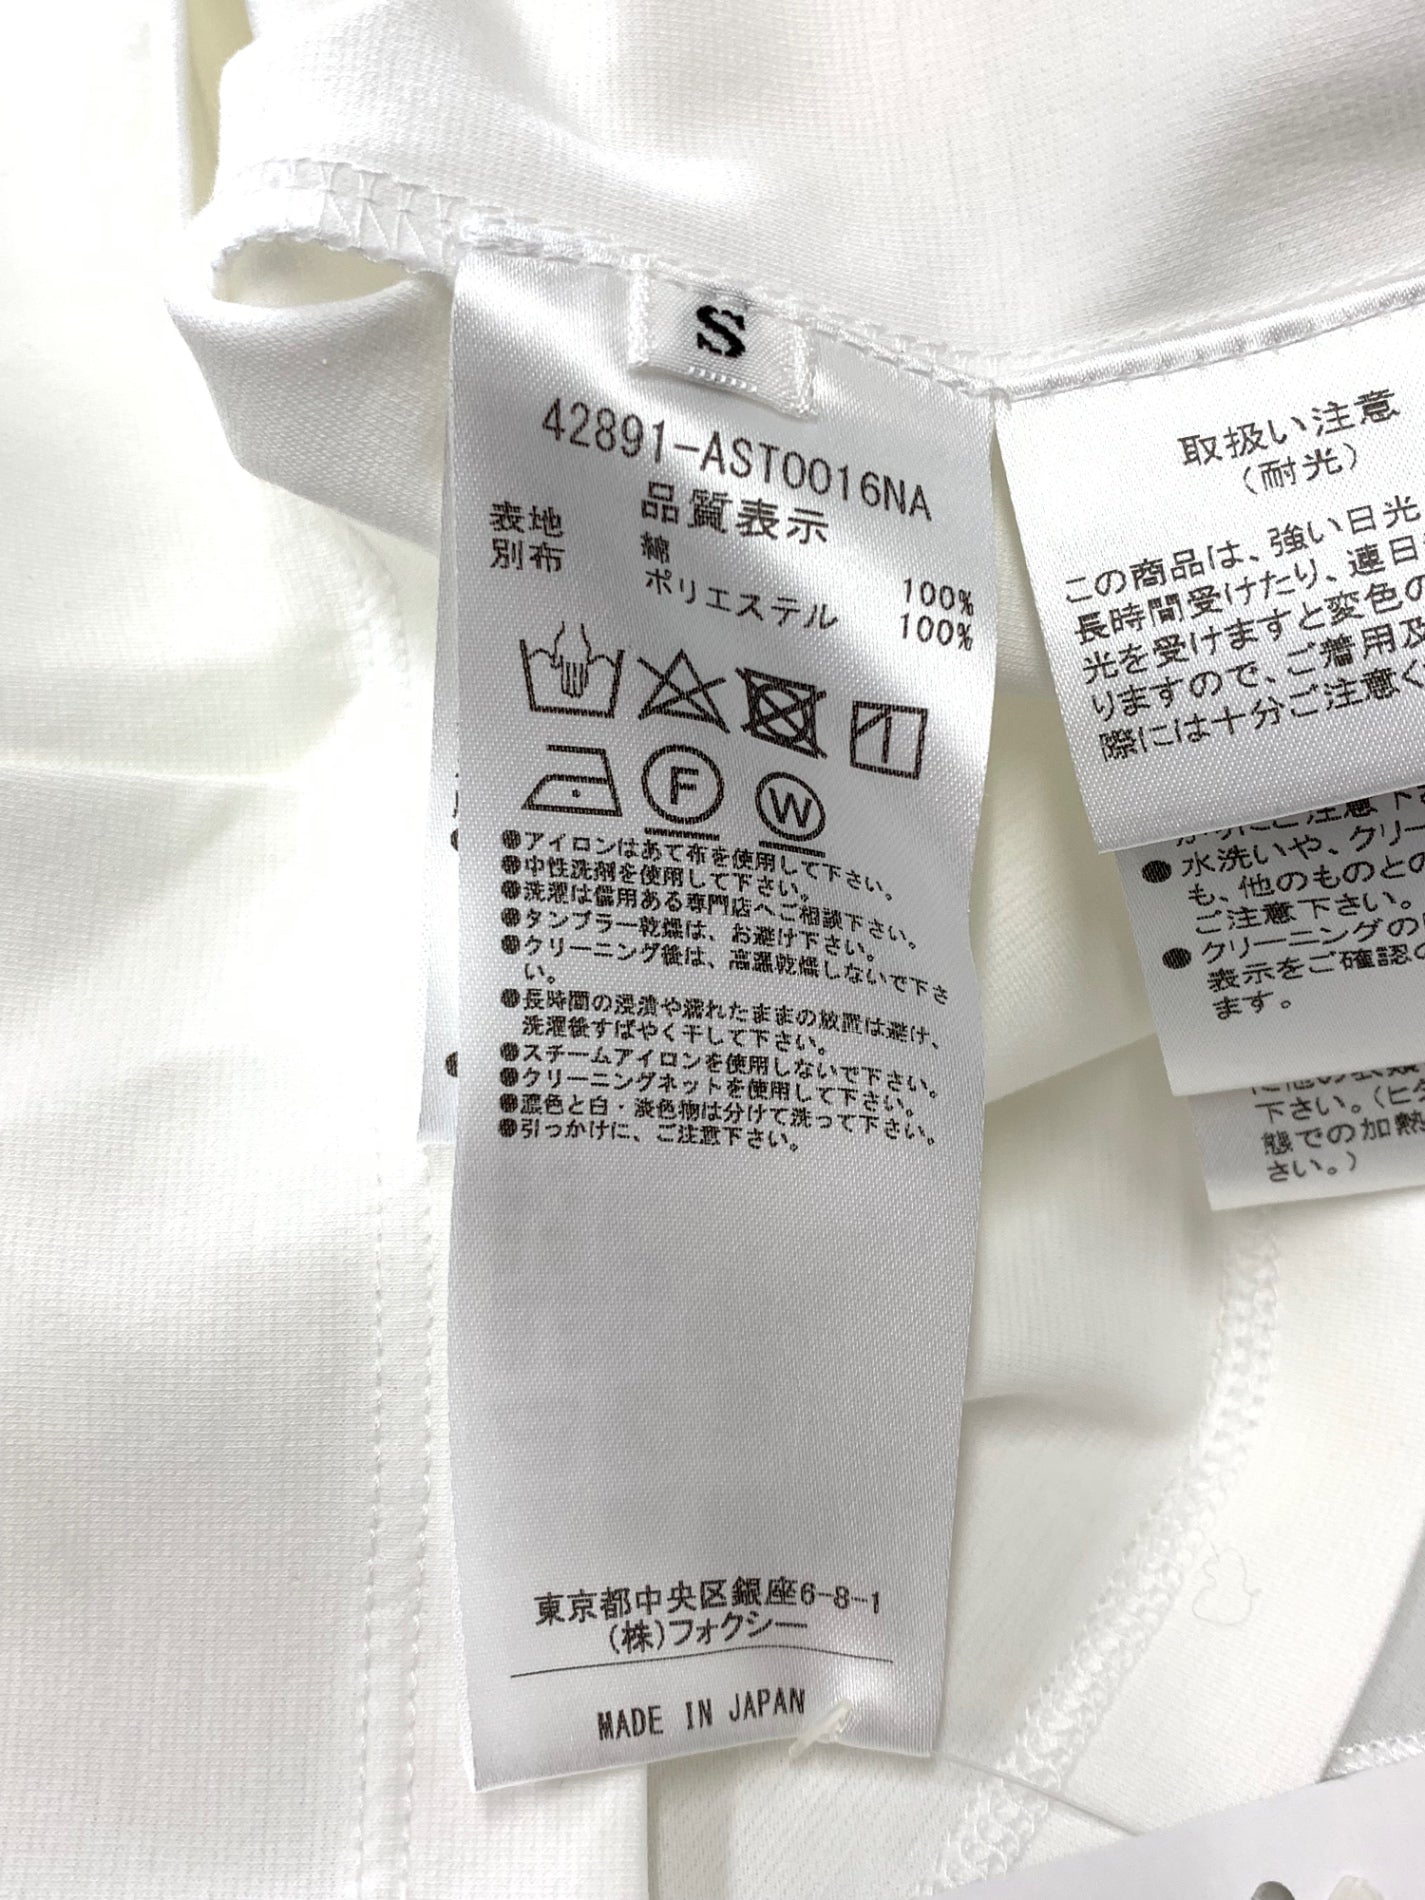 S
42891-AST0016NA
品質表示
表地 綿 100%
別布 ポリエステル 100%
F
W
●アイロンはあて布を使用して下さい。
●中性洗剤を使用して下さい。
●洗濯は信用ある専門店へご相談下さい。
●タンブラー乾燥は、お避け下さい。
●クリーニング後は、高温乾燥しないで下さ
い。
●長時間の浸漬や濡れたままの放置は避け、
洗濯後すばやく干して下さい。
●スチームアイロンを使用しないで下さい。
●クリーニングネットを使用して下さい。
●濃色と白・淡色物は分けて洗って下さい。
●引っかけに、ご注意下さい。
東京都中央区銀座6-8-1
(株)フォクシー
MADE IN JAPAN
取扱い注意
(耐光)
この商品は、強い日光
長時間受けたり、連日
光を受けますと変色の
りますので、ご着用及
際には十分ご注意く
●水洗いや、クリー
も、他のものとの
ご注意下さい。
●クリーニングの
表示をご確認の
ます。
下さい。(ヒ
態での加熱
さい。)